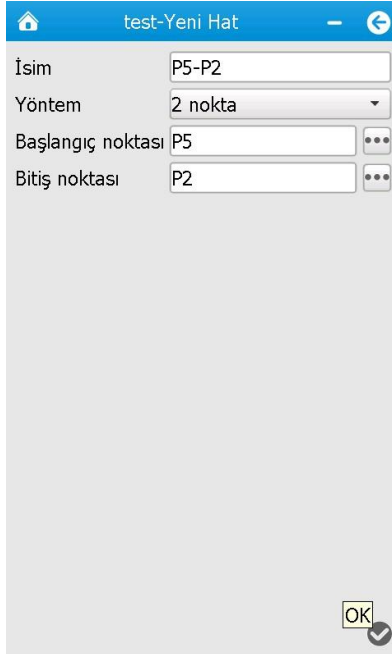 test-Yeni Hat
İsim P5-P2
Yöntem 2 nokta
Başlangıç noktası P5
Bitiş noktası P2
OK